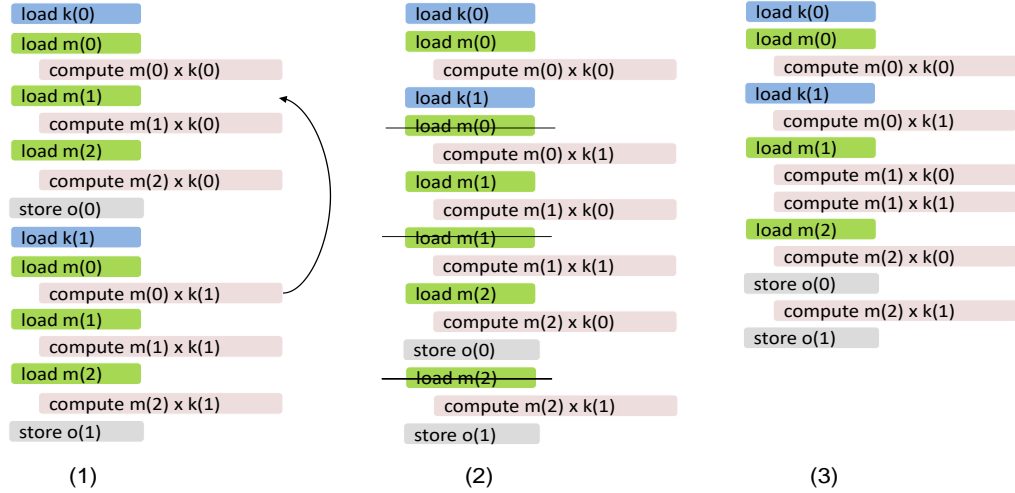 load k(0)
load m(0)
compute m(0) x k(0)
load m(1)
compute m(1) x k(0)
load m(2)
compute m(2) x k(0)
store o(0)
load k(1)
load m(0)
compute m(0) x k(1)
load m(1)
compute m(1) x k(1)
load m(2)
compute m(2) x k(1)
store o(1)
(1)
load k(0)
load m(0)
compute m(0) x k(0)
load k(1)
load m(0)
compute m(0) x k(1)
load m(1)
compute m(1) x k(0)
load m(1)
compute m(1) x k(1)
load m(2)
compute m(2) x k(0)
store o(0)
load m(2)
compute m(2) x k(1)
store o(1)
(2)
load k(0)
load m(0)
compute m(0) x k(0)
load k(1)
compute m(0) x k(1)
load m(1)
compute m(1) x k(0)
compute m(1) x k(1)
load m(2)
compute m(2) x k(0)
store o(0)
compute m(2) x k(1)
store o(1)
(3)